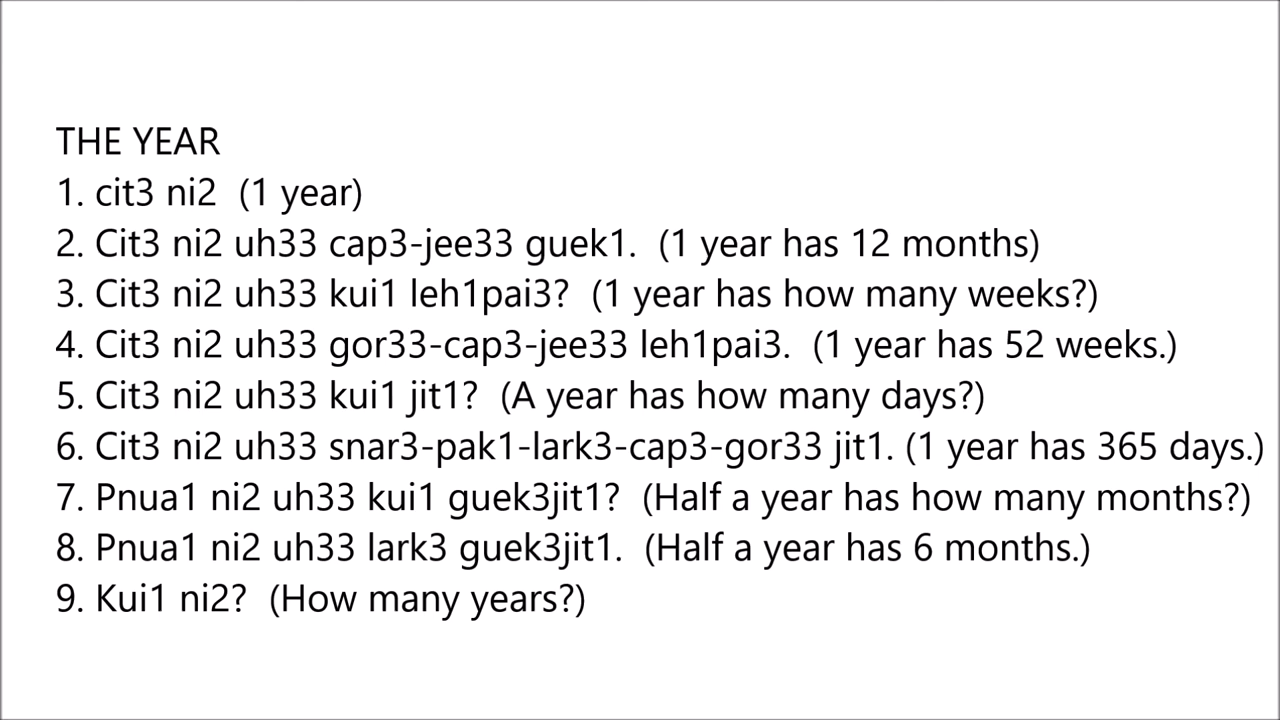 THE YEAR
1. cit3 ni2  (1 year)
2. Cit3 ni2 uh33 cap3-jee33 guek1.  (1 year has 12 months)
3. Cit3 ni2 uh33 kui1 leh1pai3?  (1 year has how many weeks?)
4. Cit3 ni2 uh33 gor33-cap3-jee33 leh1pai3.  (1 year has 52 weeks.)
5. Cit3 ni2 uh33 kui1 jit1?  (A year has how many days?)
6. Cit3 ni2 uh33 snar3-pak1-lark3-cap3-gor33 jit1. (1 year has 365 days.)
7. Pnua1 ni2 uh33 kui1 guek3jit1?  (Half a year has how many months?)
8. Pnua1 ni2 uh33 lark3 guek3jit1.  (Half a year has 6 months.)
9. Kui1 ni2?  (How many years?)